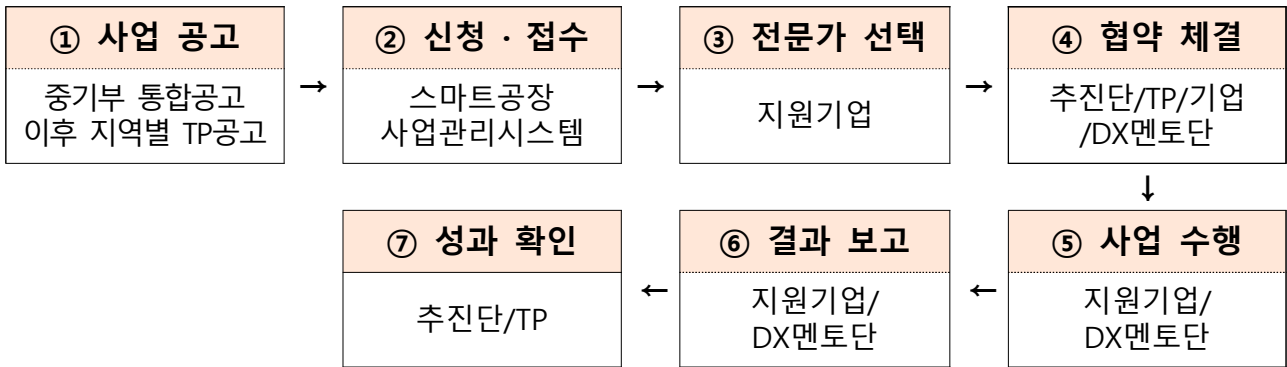 ① 사업 공고
중기부 통합공고
이후 지역별 TP공고
→
② 신청 · 접수
스마트공장
사업관리시스템
→
③ 전문가 선택
지원기업
→
④ 협약 체결
추진단/TP/기업
/DX멘토단
↓
⑤ 사업 수행
지원기업/
DX멘토단
←
⑥ 결과 보고
지원기업/
DX멘토단
←
⑦ 성과 확인
추진단/TP